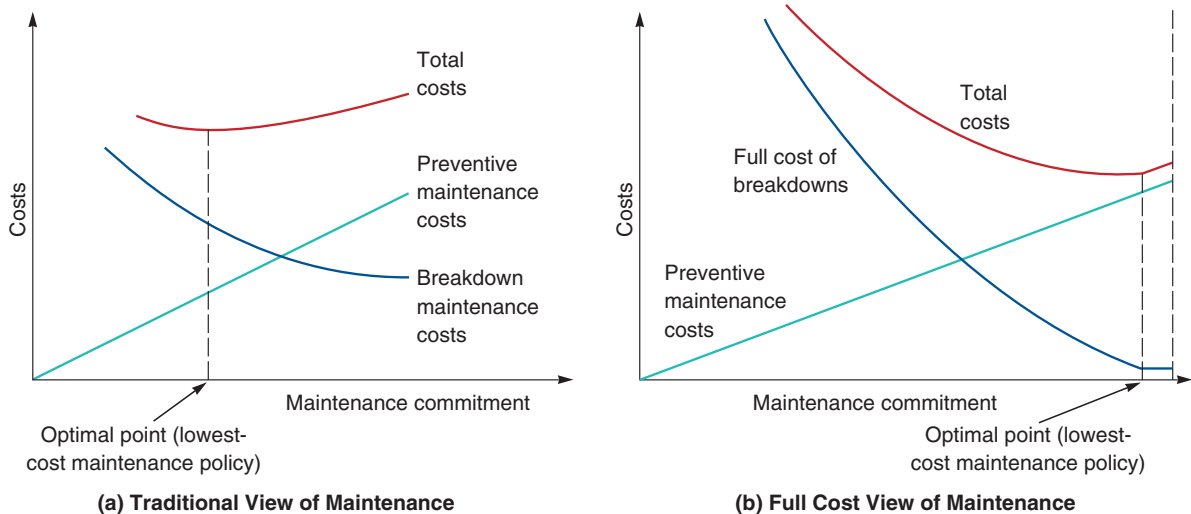 Costs
Total
costs
Preventive
maintenance
costs
Breakdown
maintenance
costs
Maintenance commitment
Optimal point (lowest-
cost maintenance policy)
(a) Traditional View of Maintenance
Costs
Total
costs
Full cost of
breakdowns
Preventive
maintenance
costs
Maintenance commitment
Optimal point (lowest-
cost maintenance policy)
(b) Full Cost View of Maintenance